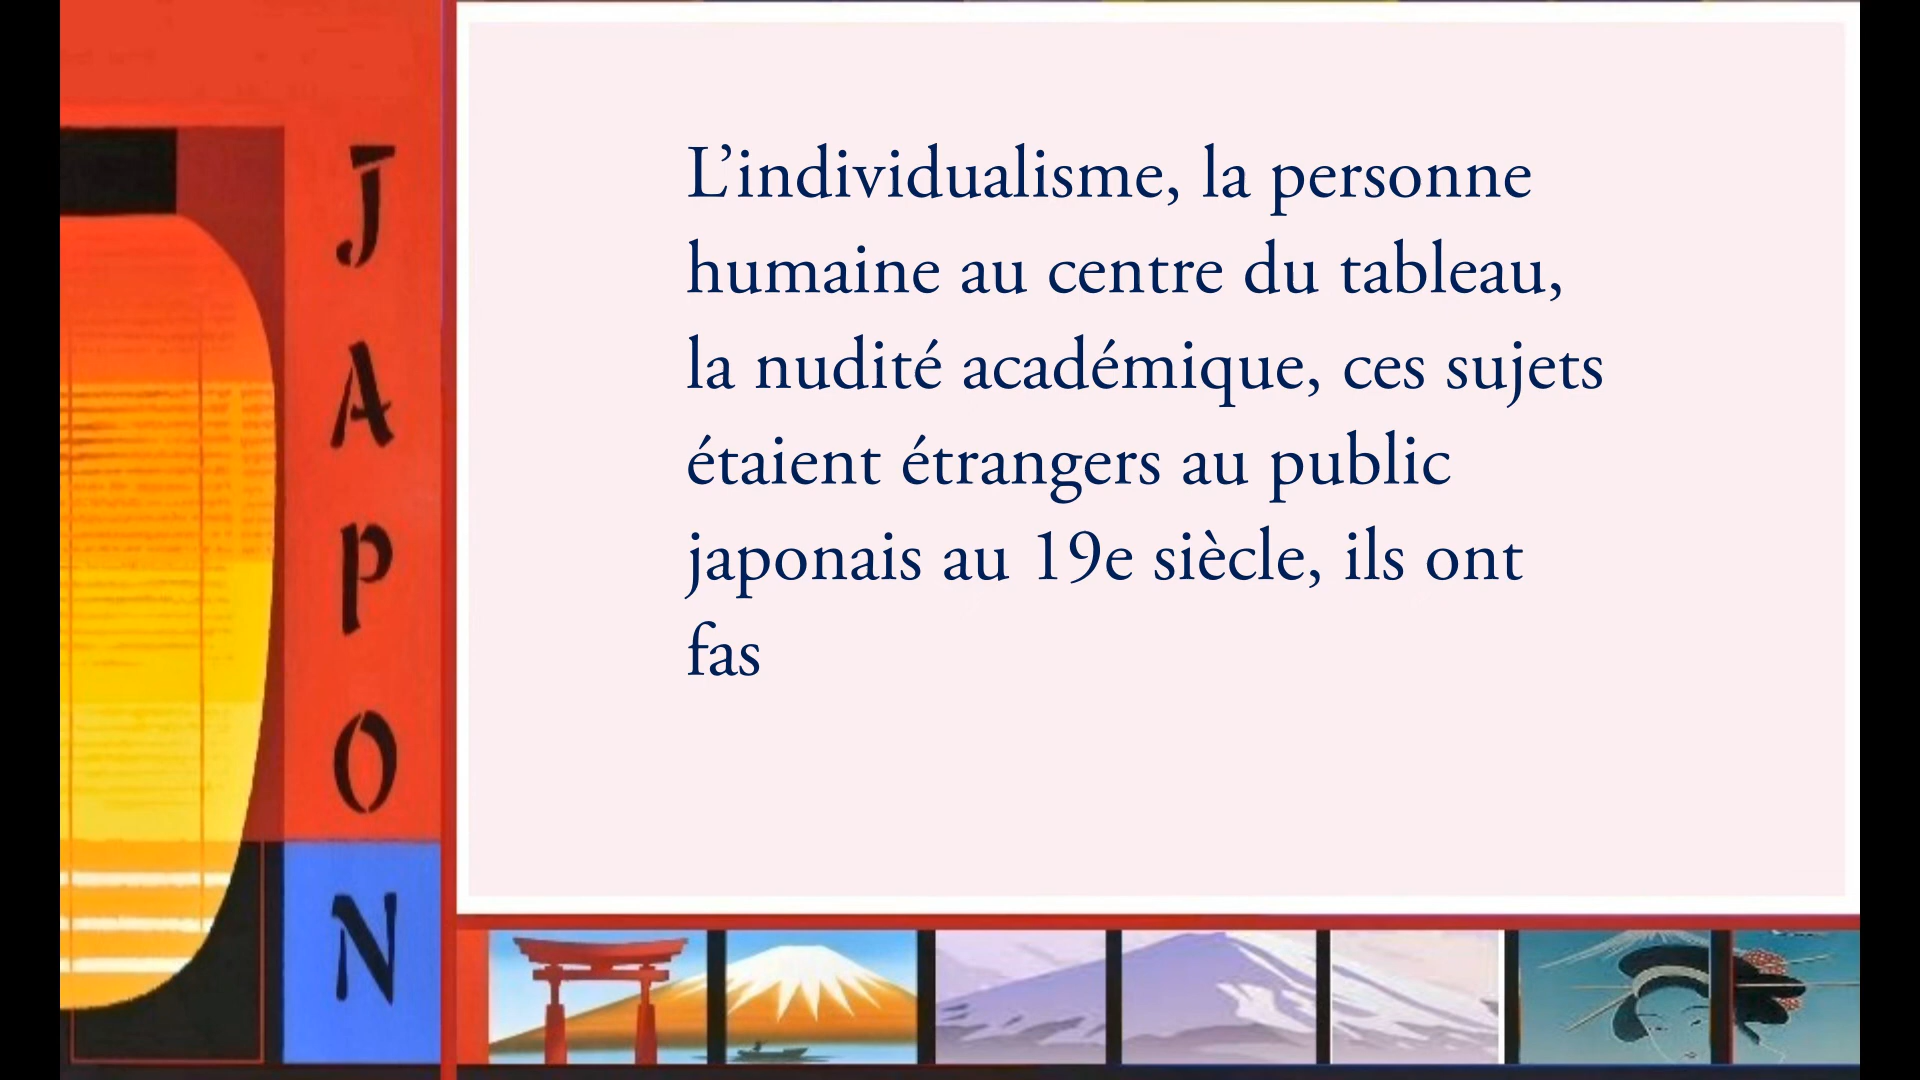 JAPON
L’individualisme, la personne
humaine au centre du tableau,
la nudité académique, ces sujets
étaient étrangers au public
japonais au 19e siècle, ils ont
fas